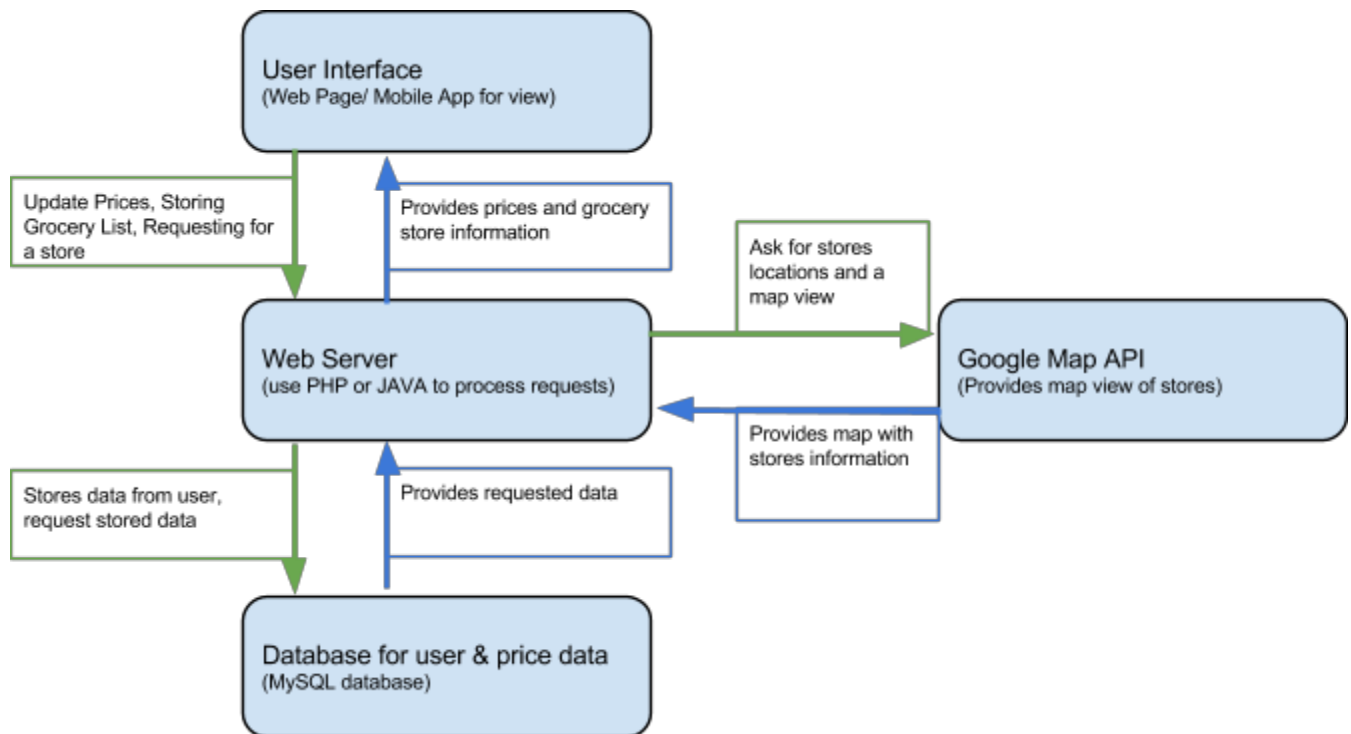 User Interface
(Web Page/ Mobile App for view)
Update Prices, Storing
Grocery List, Requesting for
a store
Provides prices and grocery
store information
Ask for stores
locations and a
map view
Web Server
(use PHP or JAVA to process requests)
Google Map API
(Provides map view of stores)
Provides map with
stores information
Stores data from user,
request stored data
Provides requested data
Database for user & price data
(MySQL database)